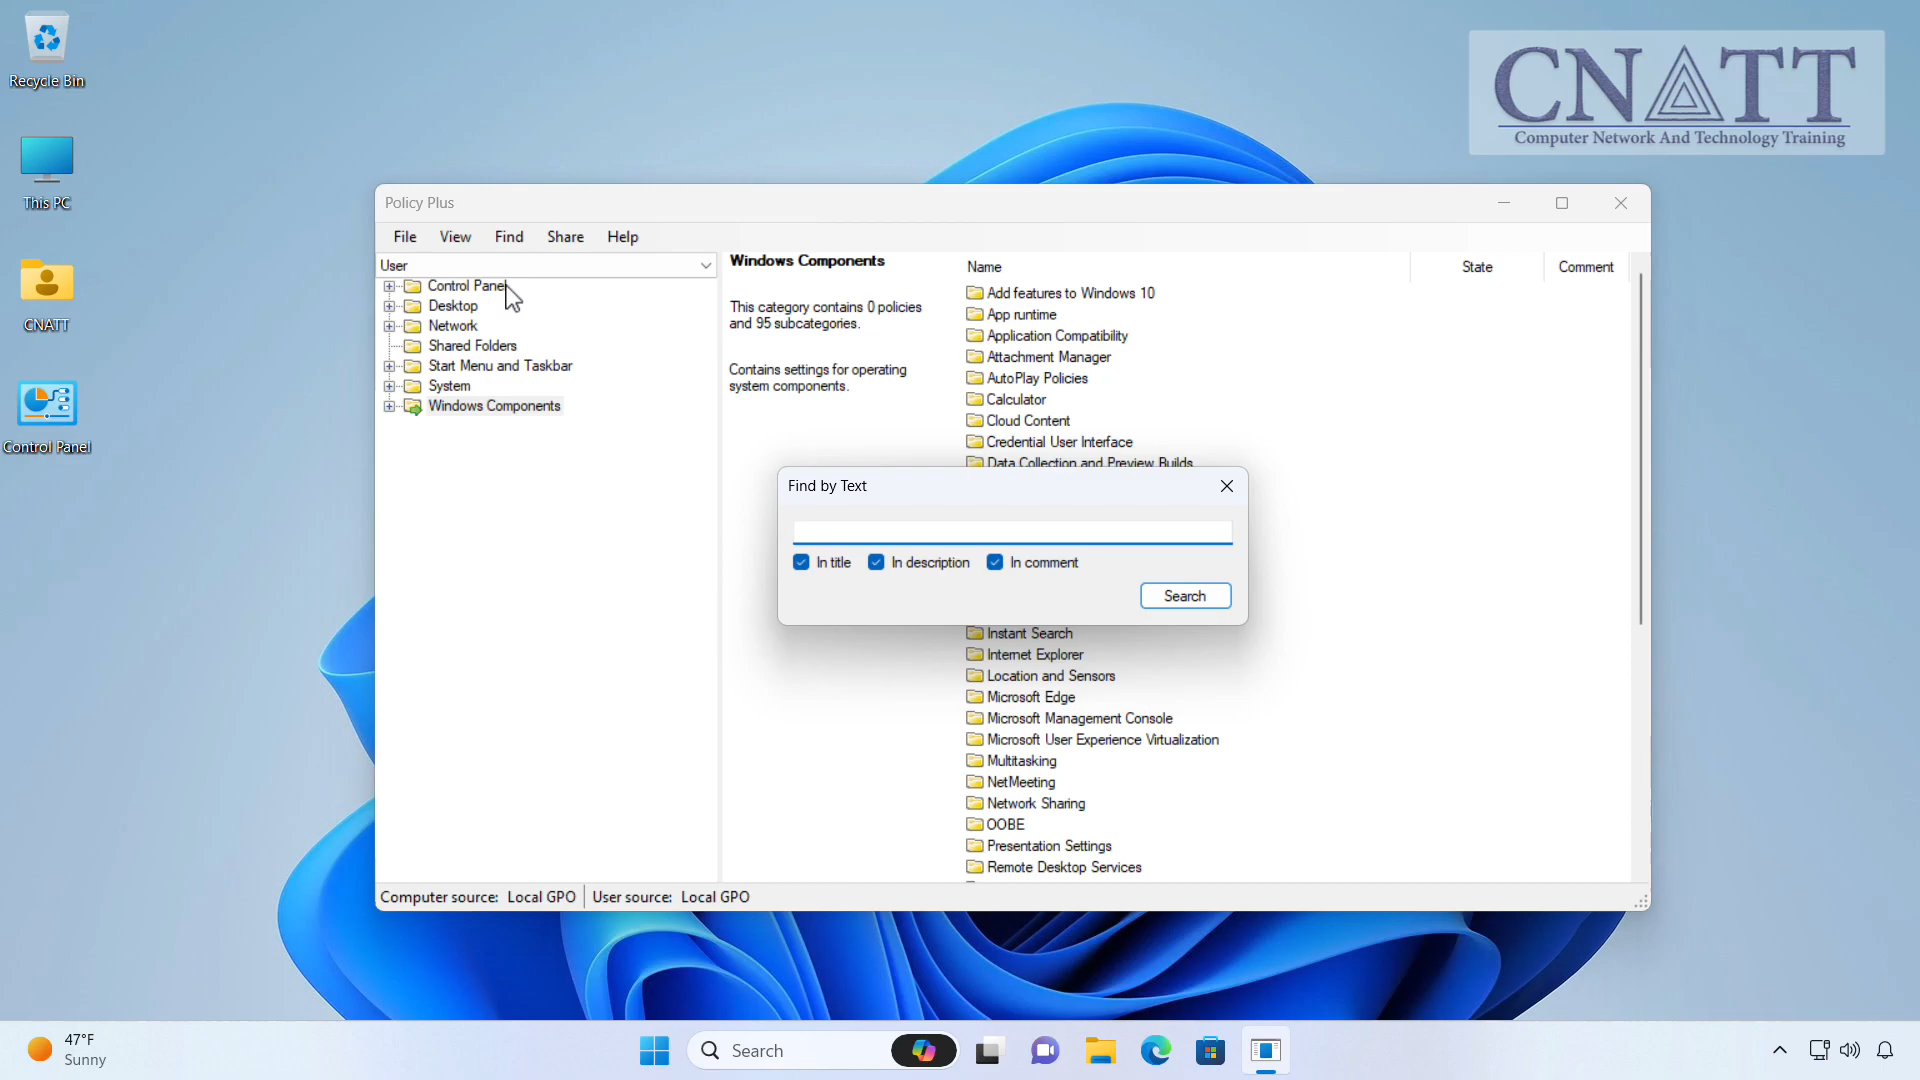 Recycle Bin
This PC
CNATT
Control Panel
CNATT
Computer Network And Technology Training
Policy Plus
File View Find Share Help
User
Control Panel
Desktop
Network
Shared Folders
Start Menu and Taskbar
System
Windows Components
Windows Components
This category contains 0 policies
and 95 subcategories.
Contains settings for operating
system components.
Name State Comment
Add features to Windows 10
App runtime
Application Compatibility
Attachment Manager
AutoPlay Policies
Calculator
Cloud Content
Credential User Interface
Data Collection and Preview Builds
Find by Text
In title In description In comment
Search
Instant Search
Internet Explorer
Location and Sensors
Microsoft Edge
Microsoft Management Console
Microsoft User Experience Virtualization
Multitasking
NetMeeting
Network Sharing
OOBE
Presentation Settings
Remote Desktop Services
Computer source: Local GPO User source: Local GPO
47°F
Sunny
Search